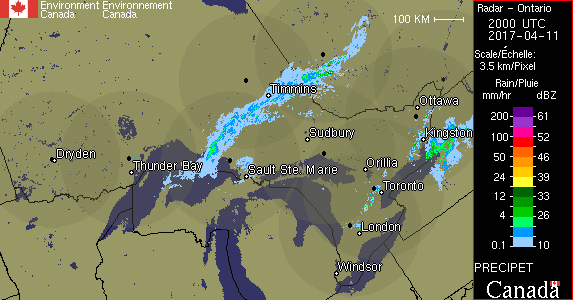 Environment Environnement
Canada Canada
100 KM
Timmins
Ottawa
Sudbury
Kingston
Dryden
Thunder Bay
Sault Ste. Marie
Orillia
Toronto
London
Windsor
Radar - Ontario
2000 UTC
2017-04-11
Scale/Échelle:
3.5 km/Pixel
Rain/Pluie
mm/hr dBZ
200 61
100 52
50 46
24 39
12 33
4 26
0.1 10
PRECIPET
Canada